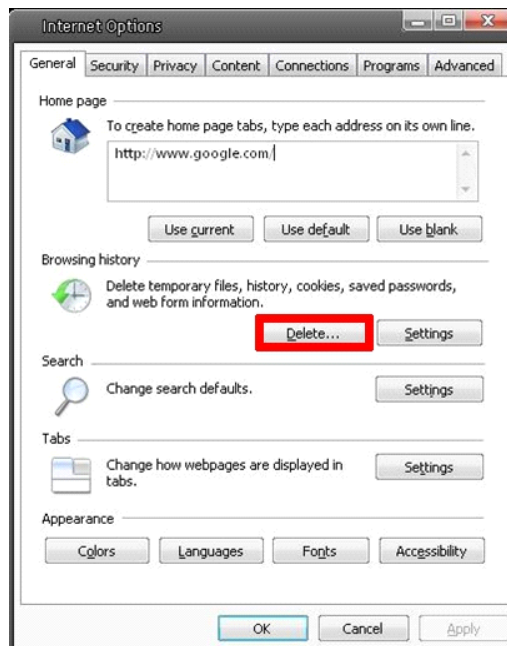 Internet Options
General Security Privacy Content Connections Programs Advanced
Home page
To create home page tabs, type each address on its own line.
http://www.google.com/
Use current Use default Use blank
Browsing history
Delete temporary files, history, cookies, saved passwords,
and web form information.
Delete... Settings
Search
Change search defaults. Settings
Tabs
Change how webpages are displayed in Settings
tabs.
Appearance
Colors Languages Fonts Accessibility
OK Cancel Apply